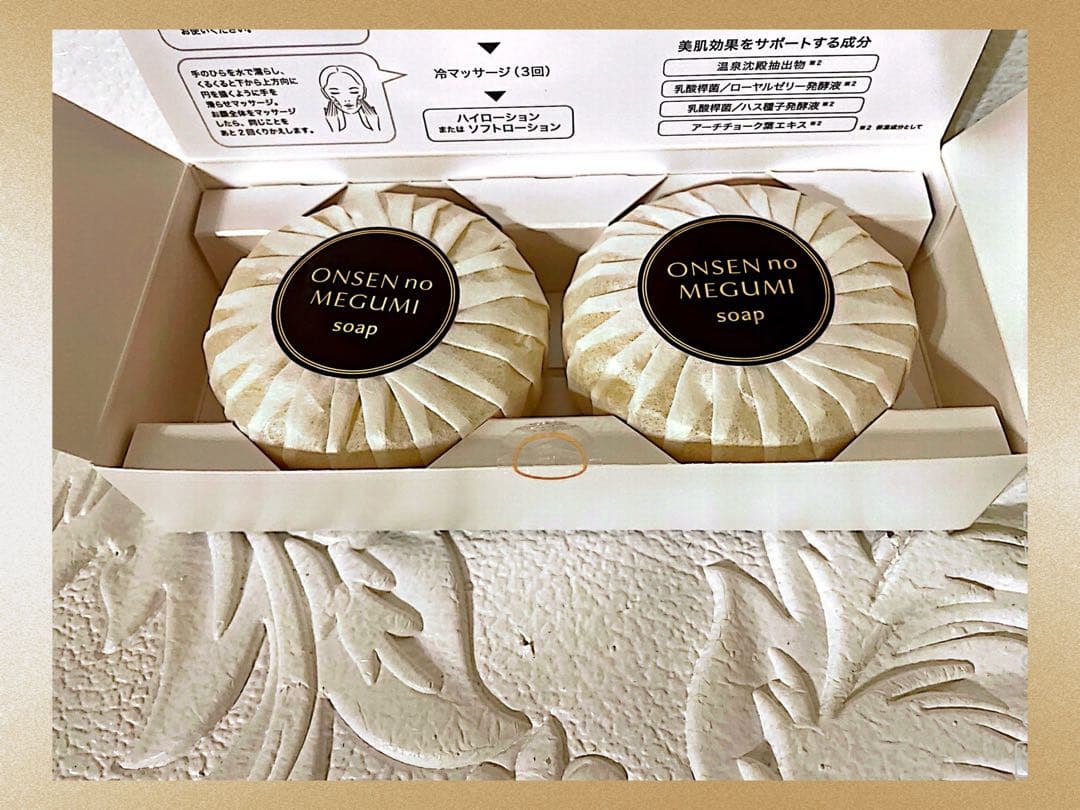 お使いください。
手のひらを水で濡らし、
くるくると下から上方向に
円を描くように手を
滑らせマッサージ。
お顔全体をマッサージ
したら、同じことを
あと2回くりかえします。
▼
冷マッサージ（3回）
▼
ハイローション
または ソフトローション
美肌効果をサポートする成分
温泉沈殿抽出物※2
乳酸桿菌/ローヤルゼリー発酵液※2
乳酸桿菌/ハス種子発酵液※2
アーチチョーク葉エキス※2
※2 保湿成分として
ONSEN no
MEGUMI
soap
ONSEN no
MEGUMI
soap